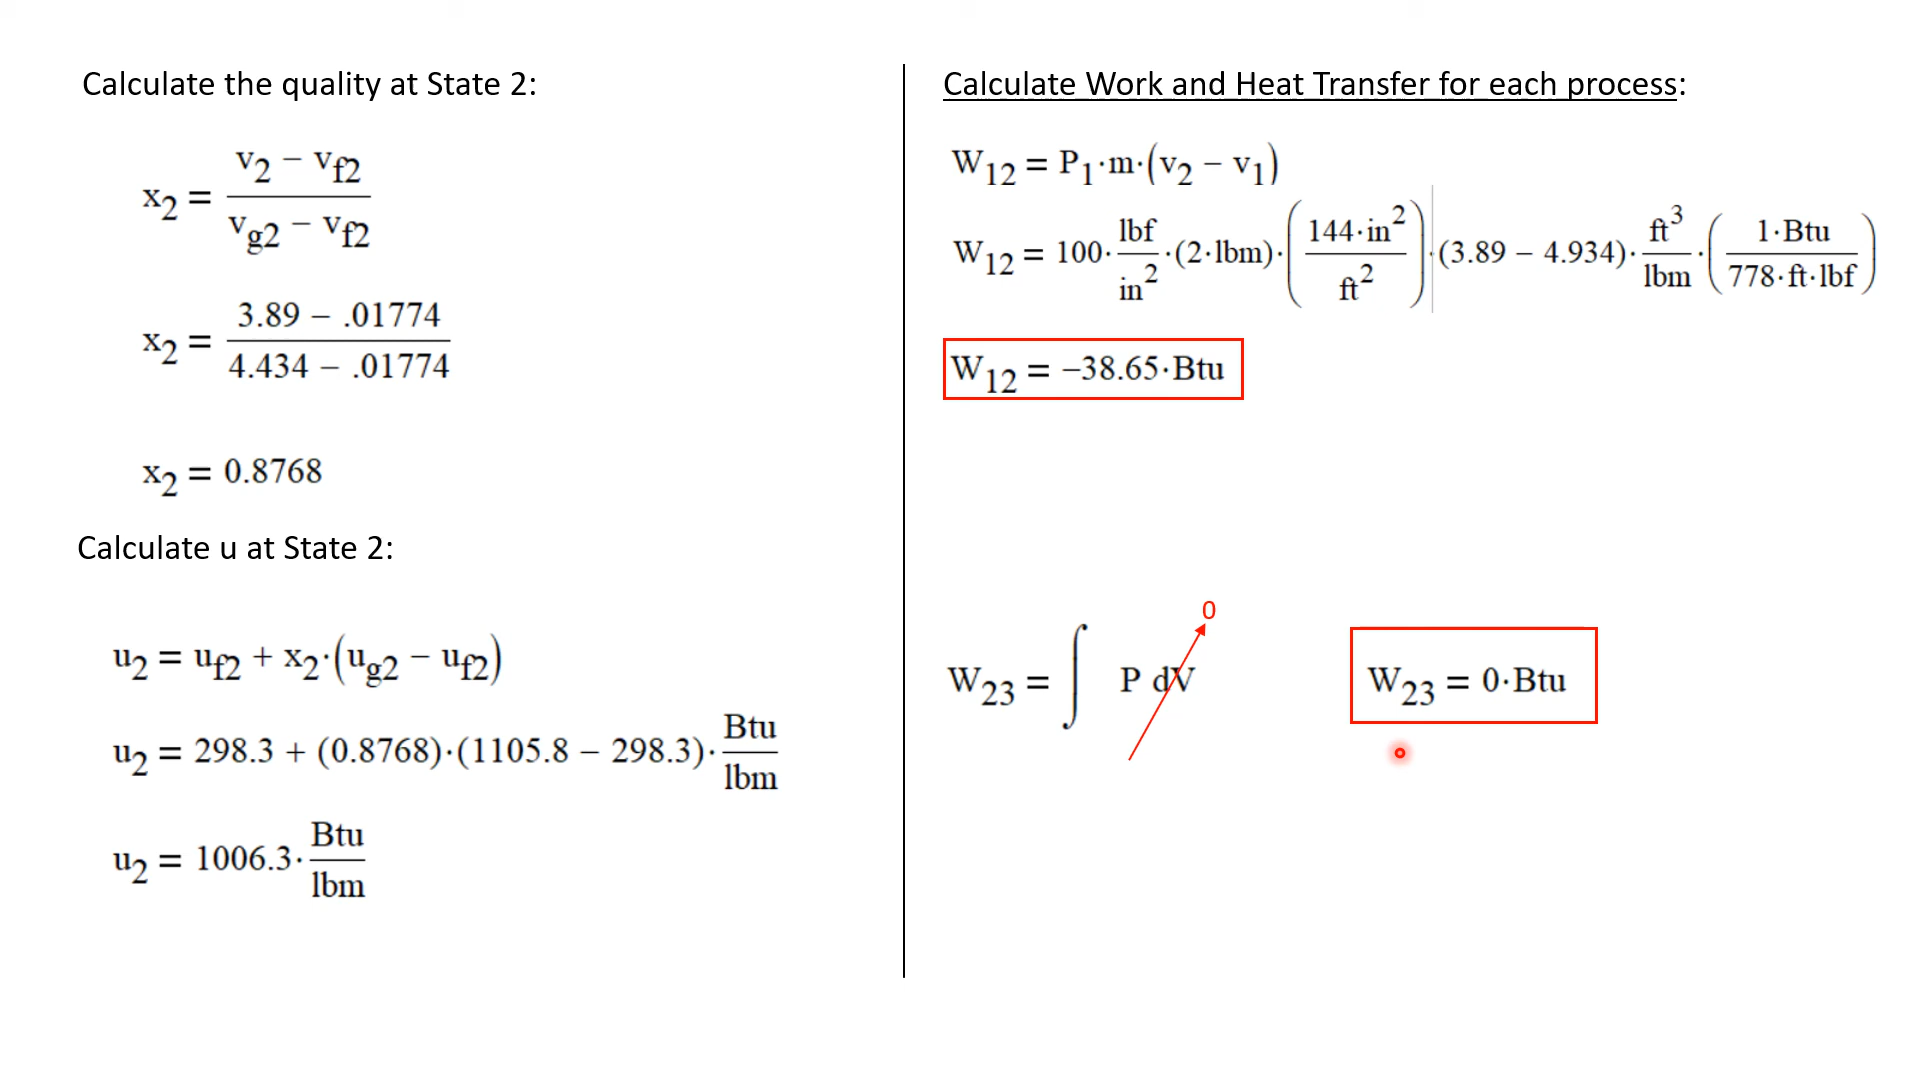 Calculate the quality at State 2:
x2 = (v2 − vf2) / (vg2 − vf2)
x2 = (3.89 − .01774) / (4.434 − .01774)
x2 = 0.8768
Calculate u at State 2:
u2 = uf2 + x2·(ug2 − uf2)
u2 = 298.3 + (0.8768)·(1105.8 − 298.3)· Btu/lbm
u2 = 1006.3· Btu/lbm
Calculate Work and Heat Transfer for each process:
W12 = P1·m·(v2 − v1)
W12 = 100· lbf/in² ·(2·lbm)· (144·in²/ft²) ·(3.89 − 4.934)· ft³/lbm · (1·Btu/778·ft·lbf)
W12 = −38.65·Btu
0
W23 = ∫ P dV
W23 = 0·Btu